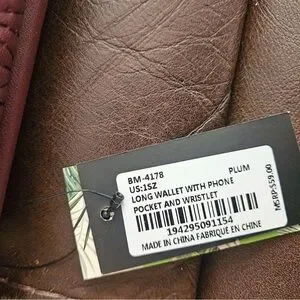 BM-4178 PLUM
US:1SZ
LONG WALLET WITH PHONE
POCKET AND WRISTLET
194295091154
MADE IN CHINA FABRIQUE EN CHINE
MSRP:$59.00